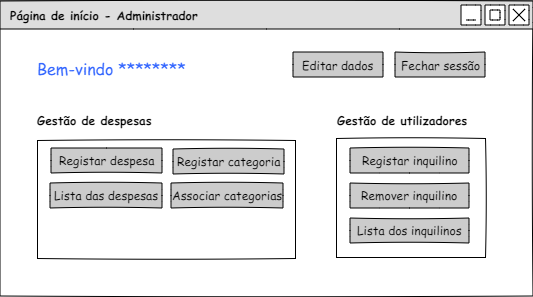 Página de início - Administrador
Bem-vindo ********
Editar dados
Fechar sessão
Gestão de despesas
Gestão de utilizadores
Registar despesa
Registar categoria
Lista das despesas
Associar categorias
Registar inquilino
Remover inquilino
Lista dos inquilinos